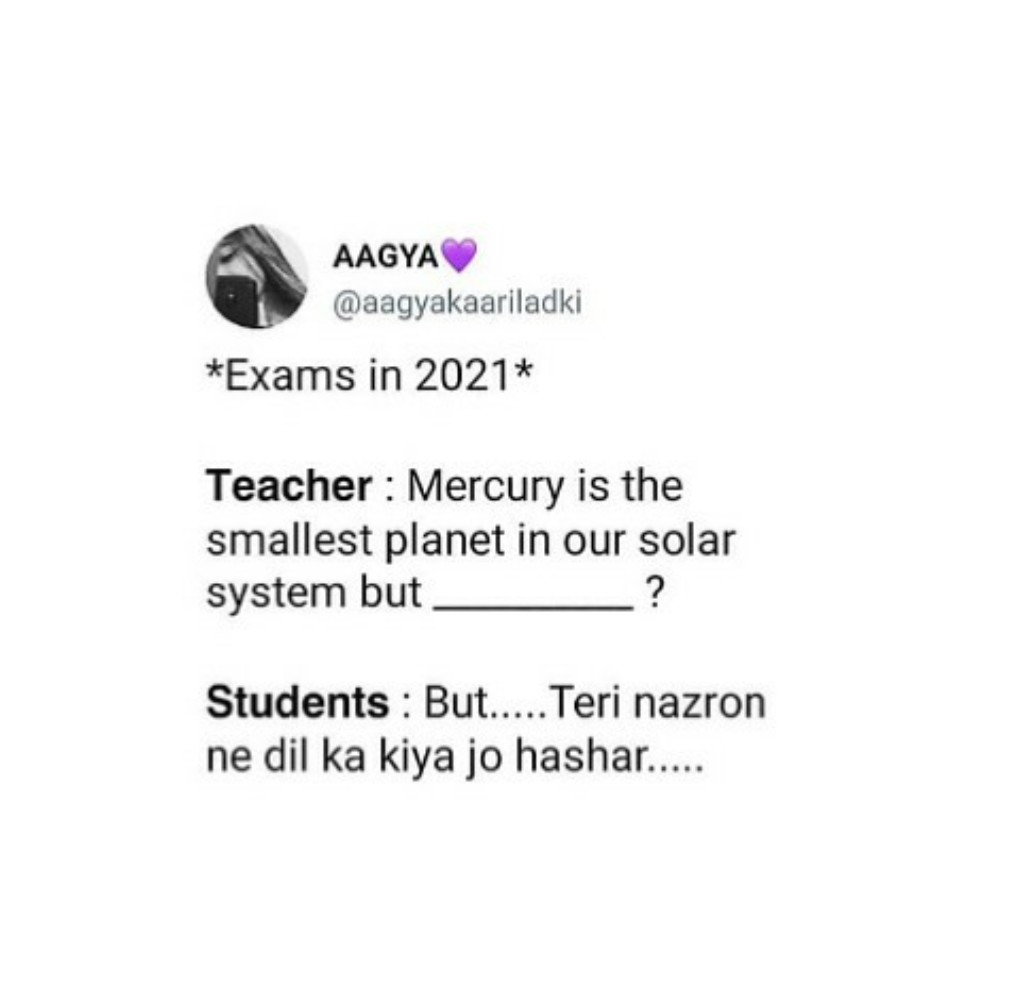 AAGYA💜
@aagyakaariladki
*Exams in 2021*
Teacher : Mercury is the
smallest planet in our solar
system but _________ ?
Students : But.....Teri nazron
ne dil ka kiya jo hashar.....